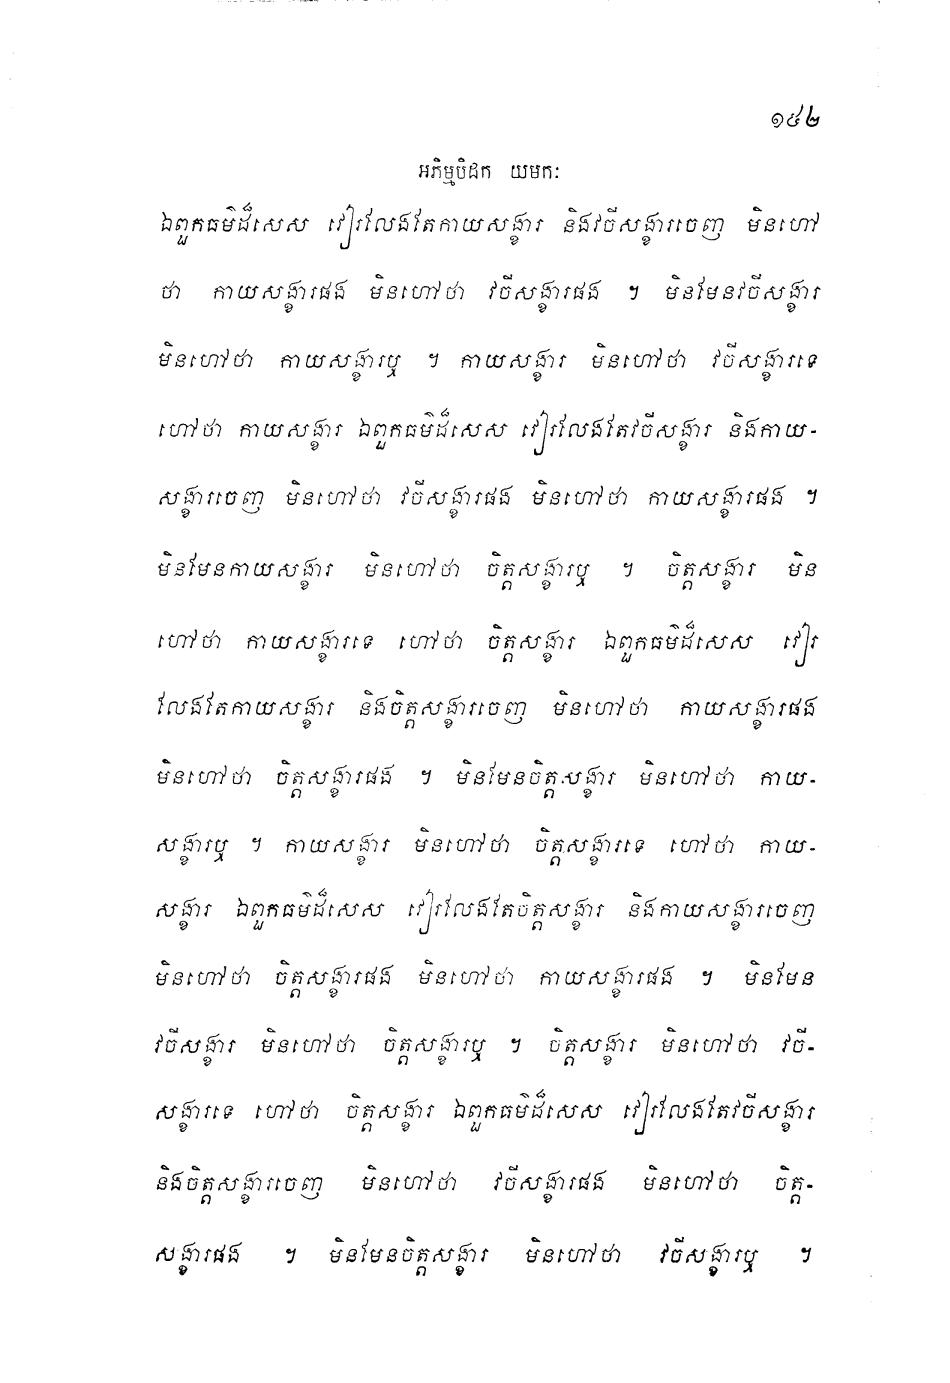 ១៤២
អភិធម្មបិដក យមកៈ
ឯពួកធម៌ដ៏សេស វៀរលែងតែកាយសង្ខារ និងវចីសង្ខារចេញ មិនហៅ
ថា កាយសង្ខារផង មិនហៅថា វចីសង្ខារផង ។ មិនមែនវចីសង្ខារ
មិនហៅថា កាយសង្ខារឬ ។ កាយសង្ខារ មិនហៅថា វចីសង្ខារទេ
ហៅថា កាយសង្ខារ ឯពួកធម៌ដ៏សេស វៀរលែងតែវចីសង្ខារ និងកាយ-
សង្ខារចេញ មិនហៅថា វចីសង្ខារផង មិនហៅថា កាយសង្ខារផង ។
មិនមែនកាយសង្ខារ មិនហៅថា ចិត្តសង្ខារឬ ។ ចិត្តសង្ខារ មិន
ហៅថា កាយសង្ខារទេ ហៅថា ចិត្តសង្ខារ ឯពួកធម៌ដ៏សេស វៀរ
លែងតែកាយសង្ខារ និងចិត្តសង្ខារចេញ មិនហៅថា កាយសង្ខារផង
មិនហៅថា ចិត្តសង្ខារផង ។ មិនមែនចិត្តសង្ខារ មិនហៅថា កាយ-
សង្ខារឬ ។ កាយសង្ខារ មិនហៅថា ចិត្តសង្ខារទេ ហៅថា កាយ-
សង្ខារ ឯពួកធម៌ដ៏សេស វៀរលែងតែចិត្តសង្ខារ និងកាយសង្ខារចេញ
មិនហៅថា ចិត្តសង្ខារផង មិនហៅថា កាយសង្ខារផង ។ មិនមែន
វចីសង្ខារ មិនហៅថា ចិត្តសង្ខារឬ ។ ចិត្តសង្ខារ មិនហៅថា វចី-
សង្ខារទេ ហៅថា ចិត្តសង្ខារ ឯពួកធម៌ដ៏សេស វៀរលែងតែវចីសង្ខារ
និងចិត្តសង្ខារចេញ មិនហៅថា វចីសង្ខារផង មិនហៅថា ចិត្ត-
សង្ខារផង ។ មិនមែនចិត្តសង្ខារ មិនហៅថា វចីសង្ខារឬ ។